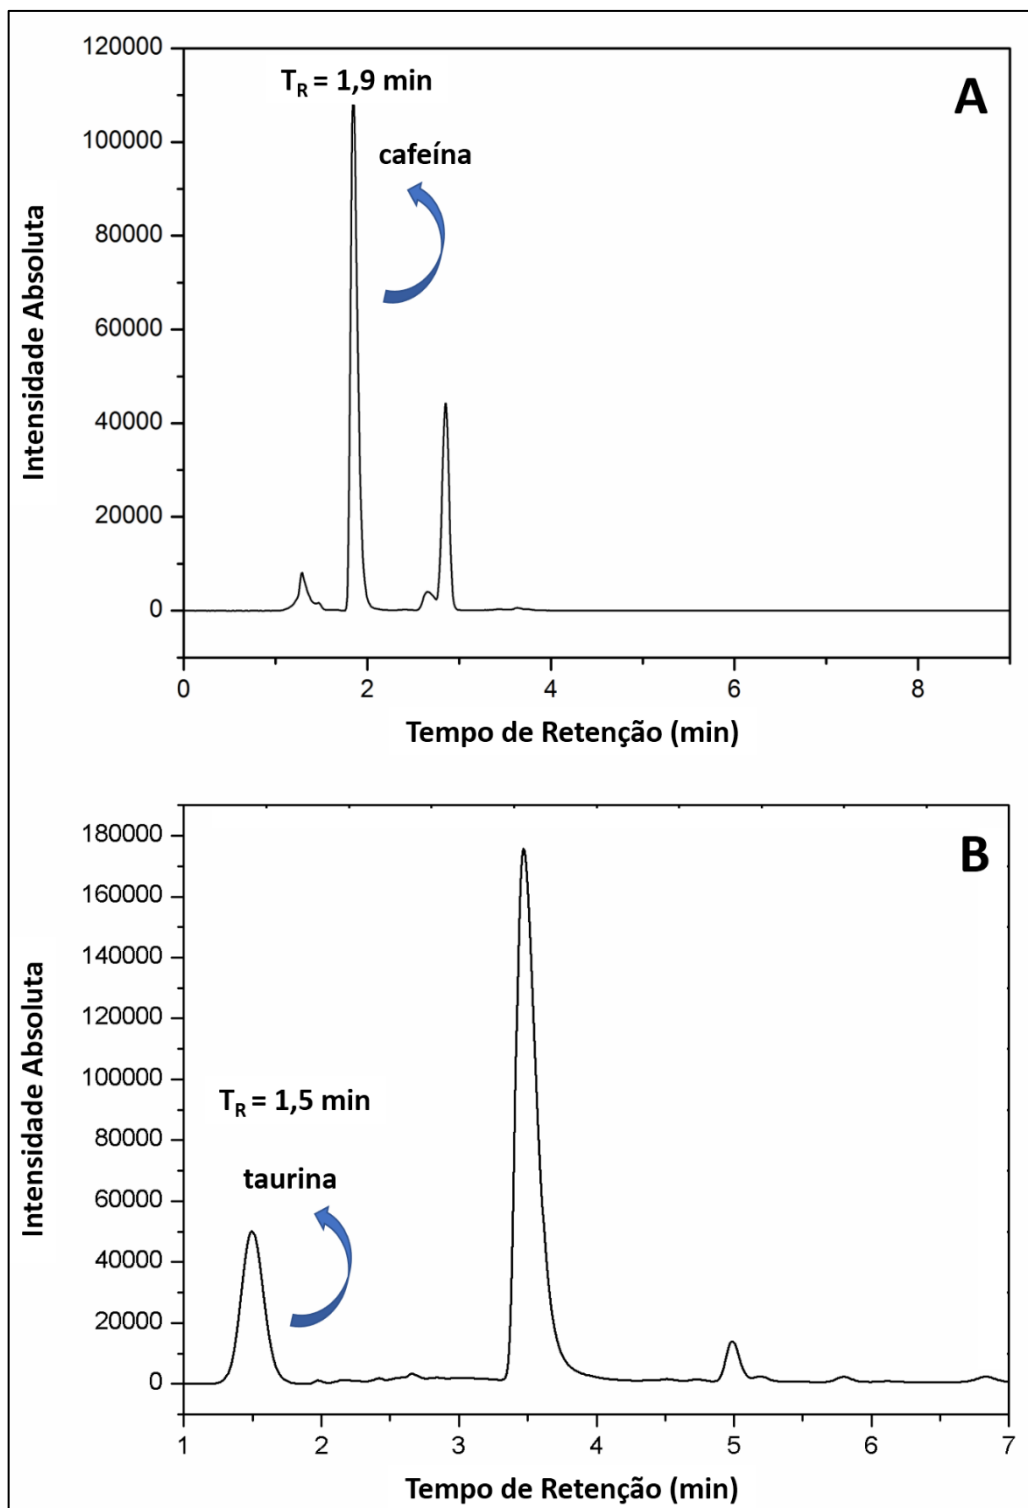 120000
T_R = 1,9 min
A
100000
cafeína
80000
60000
40000
20000
0
Intensidade Absoluta
0 2 4 6 8
Tempo de Retenção (min)
180000
B
160000
140000
120000
100000
T_R = 1,5 min
80000
taurina
60000
40000
20000
0
Intensidade Absoluta
1 2 3 4 5 6 7
Tempo de Retenção (min)